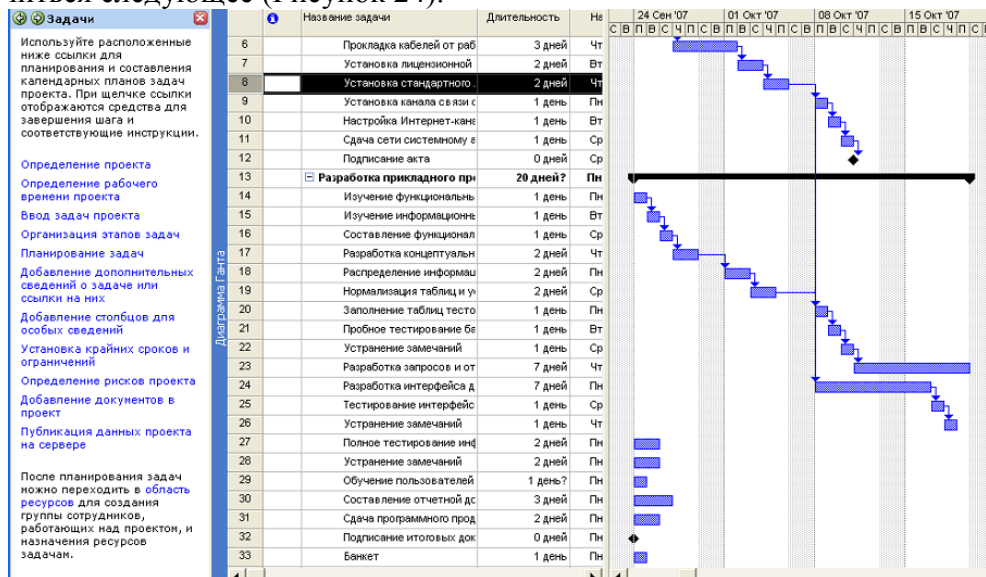 ниться следующее (Рисунок 24).
Задачи
Используйте расположенные
ниже ссылки для
планирования и составления
календарных планов задач
проекта. При щелчке ссылки
отображаются средства для
завершения шага и
соответствующие инструкции.
Определение проекта
Определение рабочего
времени проекта
Ввод задач проекта
Организация этапов задач
Планирование задач
Добавление дополнительных
сведений о задаче или
ссылки на них
Добавление столбцов для
особых сведений
Установка крайних сроков и
ограничений
Определение рисков проекта
Добавление документов в
проект
Публикация данных проекта
на сервере
После планирования задач
можно переходить в область
ресурсов для создания
группы сотрудников,
работающих над проектом, и
назначения ресурсов
задачам.
Диаграмма Ганта
Название задачи Длительность На
24 Сен '07 01 Окт '07 08 Окт '07 15 Окт '07
С В П В С Ч П С В П В С Ч П С В П В С Ч П С В П В С Ч П С В
6 Прокладка кабелей от раб 3 дней Чт
7 Установка лицензионной 2 дней Вт
8 Установка стандартного 2 дней Чт
9 Установка канала связи с 1 день Пн
10 Настройка Интернет-кана 1 день Вт
11 Сдача сети системному а 1 день Ср
12 Подписание акта 0 дней Ср
13 Разработка прикладного пр 20 дней? Пн
14 Изучение функциональнь 1 день Пн
15 Изучение информационнь 1 день Вт
16 Составление функционал 1 день Ср
17 Разработка концептуальн 2 дней Чт
18 Распределение информац 2 дней Пн
19 Нормализация таблиц и у 2 дней Ср
20 Заполнение таблиц тесто 1 день Пн
21 Пробное тестирование ба 1 день Вт
22 Устранение замечаний 1 день Ср
23 Разработка запросов и от 7 дней Чт
24 Разработка интерфейса д 7 дней Пн
25 Тестирование интерфейс 1 день Ср
26 Устранение замечаний 1 день Чт
27 Полное тестирование инф 2 дней Пн
28 Устранение замечаний 2 дней Пн
29 Обучение пользователей 1 день? Пн
30 Составление отчетной до 3 дней Пн
31 Сдача программного прод 2 дней Пн
32 Подписание итоговых док 0 дней Пн
33 Банкет 1 день Пн